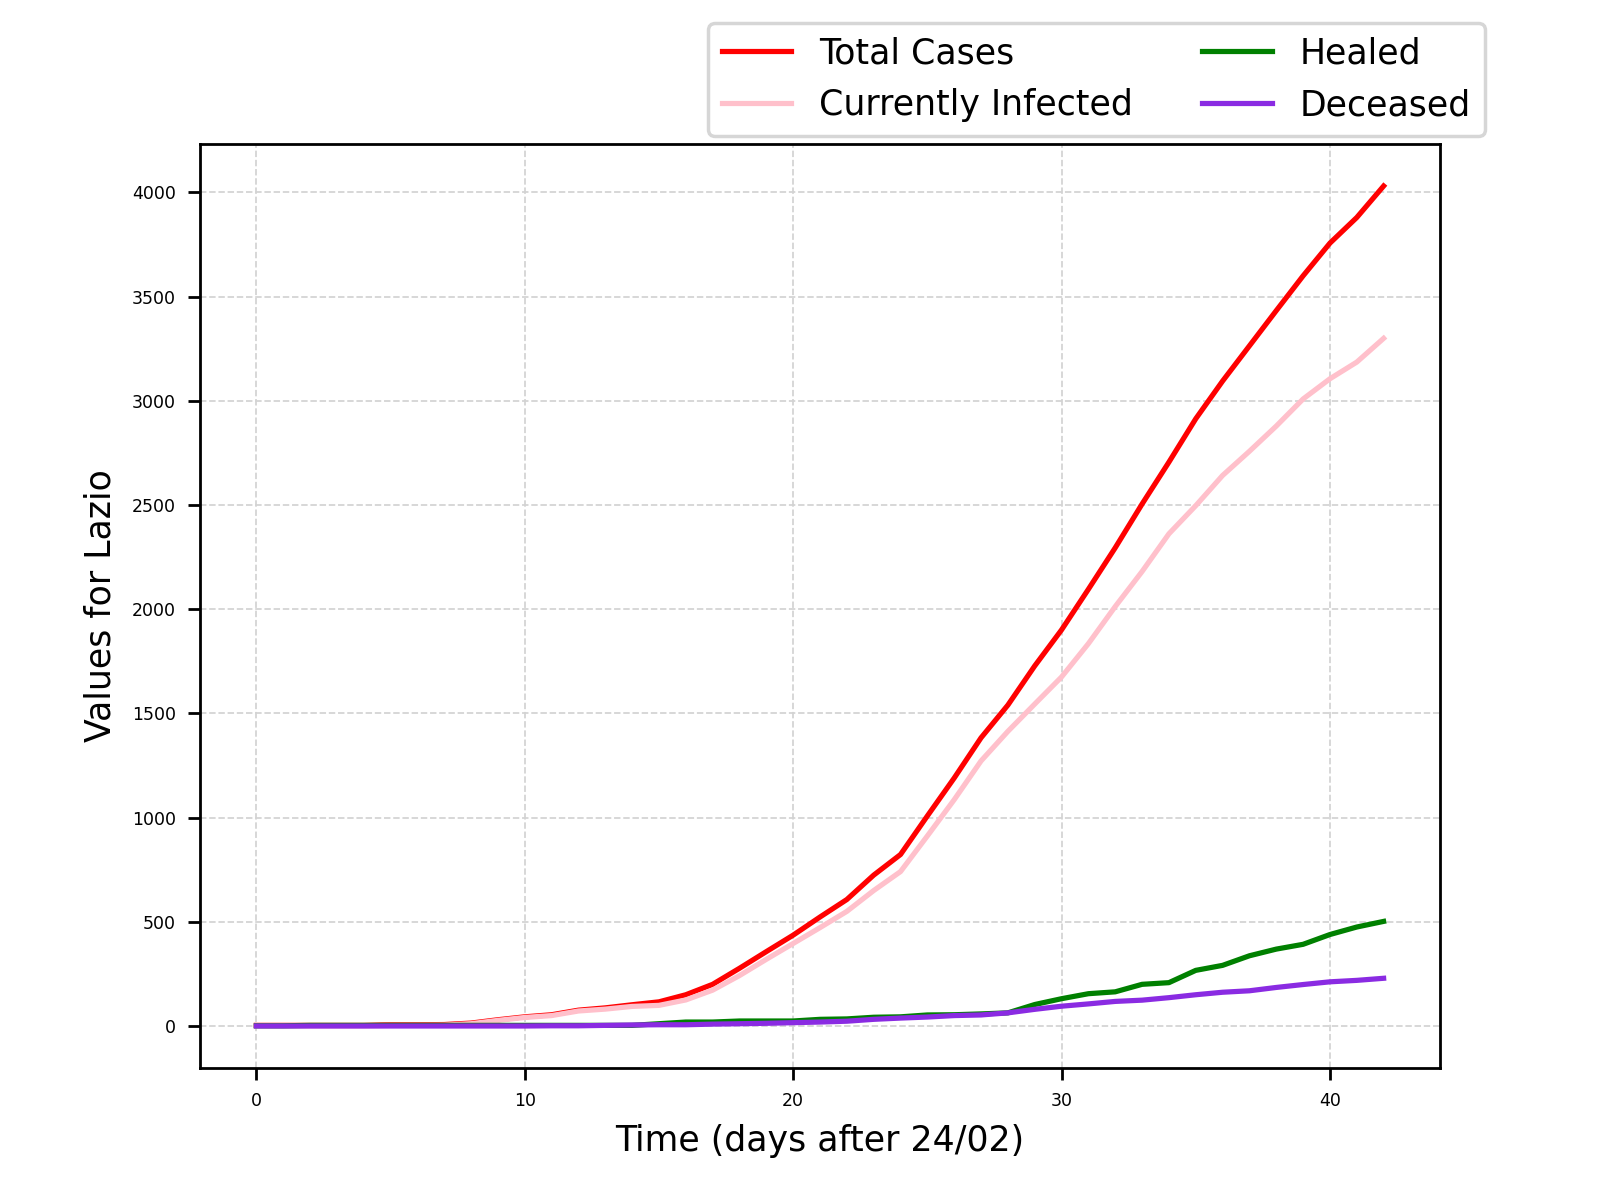 Total Cases
Currently Infected
Healed
Deceased
4000
3500
3000
2500
2000
1500
1000
500
0
Values for Lazio
0 10 20 30 40
Time (days after 24/02)